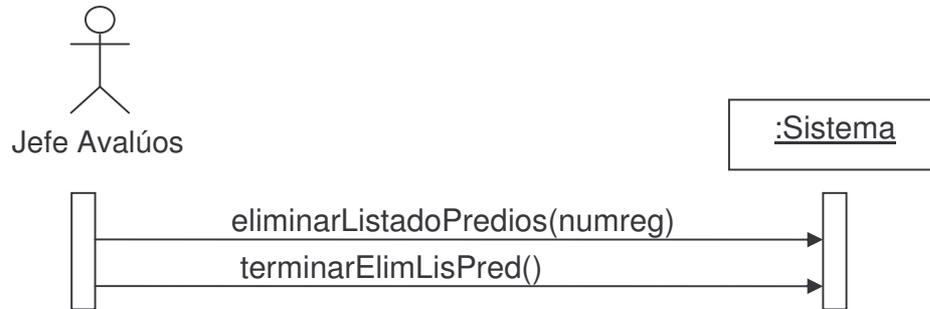 Jefe Avalúos
:Sistema
eliminarListadoPredios(numreg)
terminarElimLisPred()